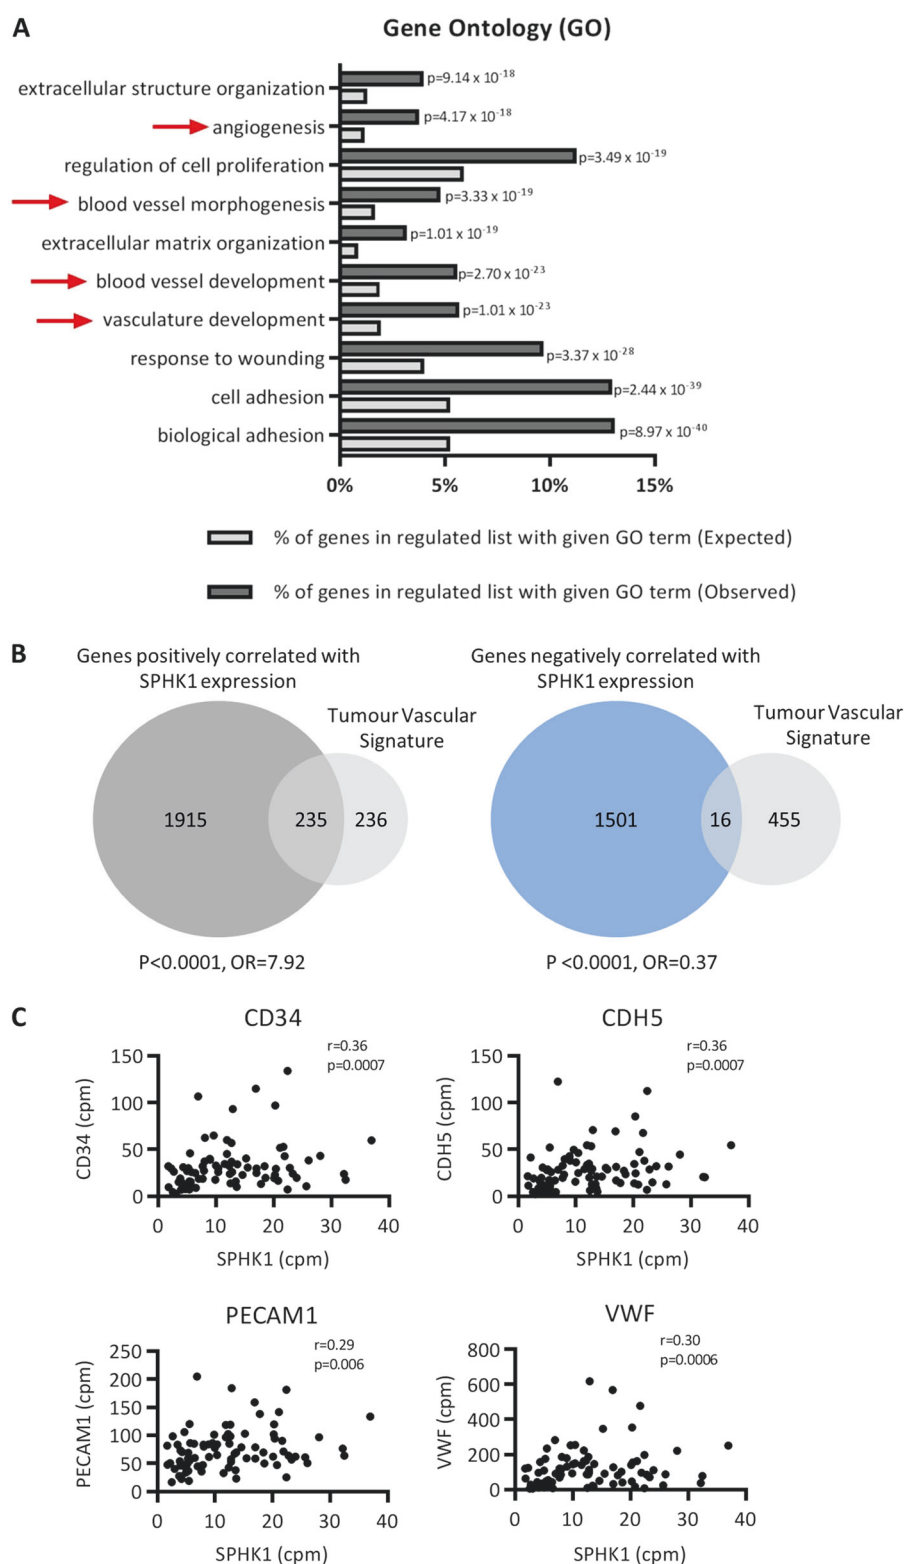 A
Gene Ontology (GO)
extracellular structure organization
p=9.14 x 10⁻¹⁸
angiogenesis
p=4.17 x 10⁻¹⁸
regulation of cell proliferation
p=3.49 x 10⁻¹⁹
blood vessel morphogenesis
p=3.33 x 10⁻¹⁹
extracellular matrix organization
p=1.01 x 10⁻¹⁹
blood vessel development
p=2.70 x 10⁻²³
vasculature development
p=1.01 x 10⁻²³
response to wounding
p=3.37 x 10⁻²⁸
cell adhesion
p=2.44 x 10⁻³⁹
biological adhesion
p=8.97 x 10⁻⁴⁰
0% 5% 10% 15%
% of genes in regulated list with given GO term (Expected)
% of genes in regulated list with given GO term (Observed)
B
Genes positively correlated with
SPHK1 expression
Tumour Vascular
Signature
1915 235 236
P<0.0001, OR=7.92
Genes negatively correlated with
SPHK1 expression
Tumour Vascular
Signature
1501 16 455
P <0.0001, OR=0.37
C
CD34
r=0.36
p=0.0007
CD34 (cpm)
150
100
50
0
0 10 20 30 40
SPHK1 (cpm)
CDH5
r=0.36
p=0.0007
CDH5 (cpm)
150
100
50
0
0 10 20 30 40
SPHK1 (cpm)
PECAM1
r=0.29
p=0.006
PECAM1 (cpm)
250
200
150
100
50
0
0 10 20 30 40
SPHK1 (cpm)
VWF
r=0.30
p=0.0006
VWF (cpm)
800
600
400
200
0
0 10 20 30 40
SPHK1 (cpm)